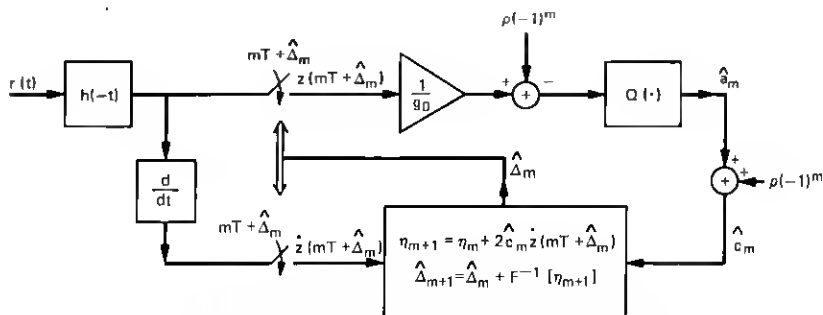 ρ(−1)^m
mT + Δ̂_m
r (t)
h(−t)
z (mT + Δ̂_m)
1/g_0
+
−
+
Q (·)
â_m
d/dt
Δ̂_m
+
+
+
ρ(−1)^m
mT + Δ̂_m
ż (mT + Δ̂_m)
η_{m+1} = η_m + 2ĉ_m ż(mT + Δ̂_m)
Δ̂_{m+1} = Δ̂_m + F^{−1} [η_{m+1}]
ĉ_m